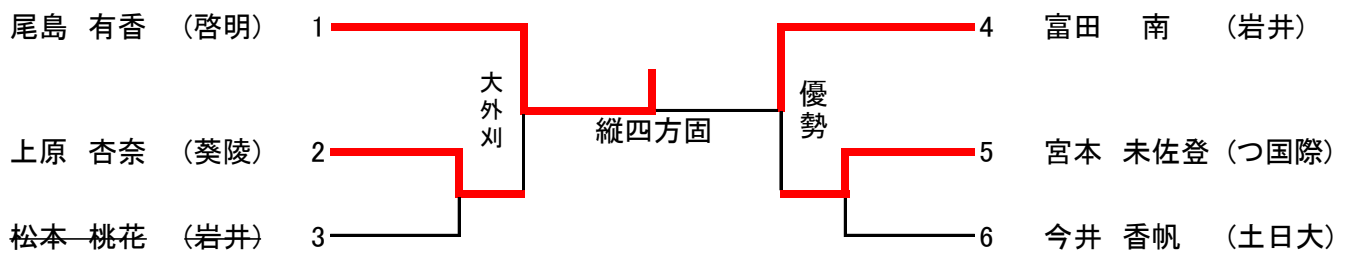 尾島 有香 (啓明) 1
上原 杏奈 (葵陵) 2
松本 桃花 (岩井) 3
大外刈
縦四方固
優勢
4 富田 南 (岩井)
5 宮本 未佐登 (つ国際)
6 今井 香帆 (土日大)